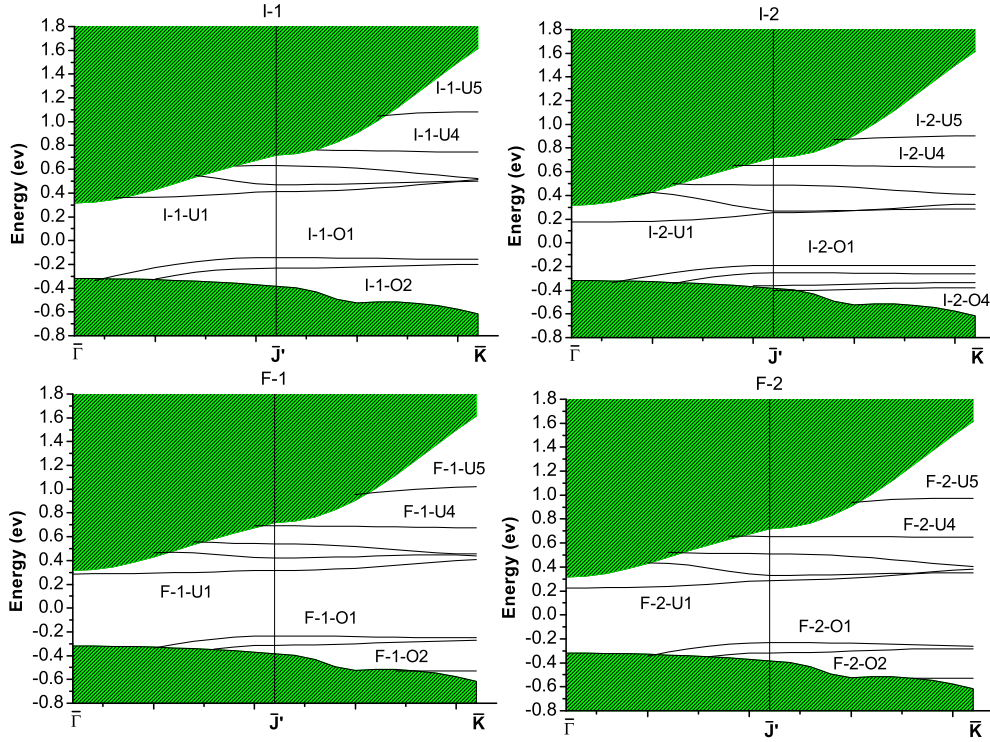 I-1
1.8
1.6
1.4
1.2
1.0
0.8
0.6
0.4
0.2
0.0
-0.2
-0.4
-0.6
-0.8
Energy (ev)
I-1-U5
I-1-U4
I-1-U1
I-1-O1
I-1-O2
Γ̅
J̅'
K̅
I-2
1.8
1.6
1.4
1.2
1.0
0.8
0.6
0.4
0.2
0.0
-0.2
-0.4
-0.6
-0.8
Energy (ev)
I-2-U5
I-2-U4
I-2-U1
I-2-O1
I-2-O4
Γ̅
J̅'
K̅
F-1
1.8
1.6
1.4
1.2
1.0
0.8
0.6
0.4
0.2
0.0
-0.2
-0.4
-0.6
-0.8
Energy (ev)
F-1-U5
F-1-U4
F-1-U1
F-1-O1
F-1-O2
Γ̅
J̅'
K̅
F-2
1.8
1.6
1.4
1.2
1.0
0.8
0.6
0.4
0.2
0.0
-0.2
-0.4
-0.6
-0.8
Energy (ev)
F-2-U5
F-2-U4
F-2-U1
F-2-O1
F-2-O2
Γ̅
J̅'
K̅